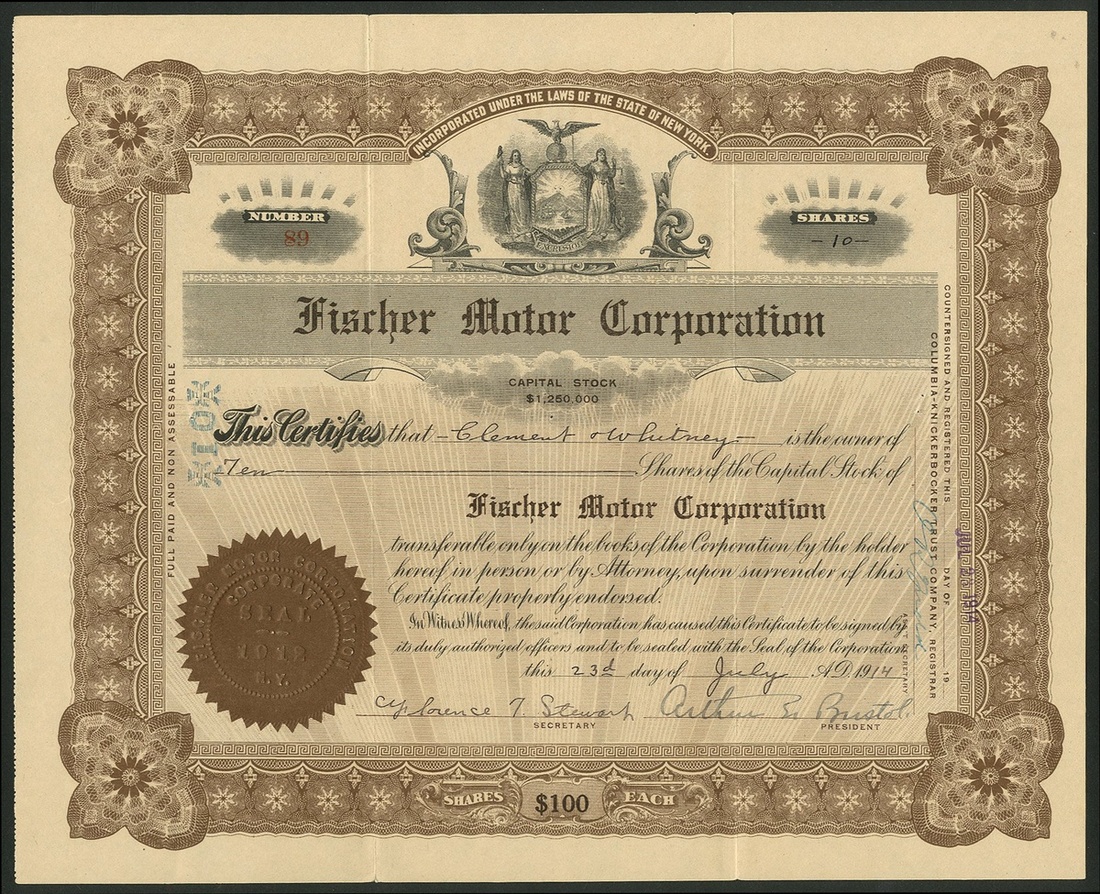 INCORPORATED UNDER THE LAWS OF THE STATE OF NEW YORK
EXCELSIOR
NUMBER
89
SHARES
-10-
Fischer Motor Corporation
CAPITAL STOCK
$1,250,000
This Certifies that - Clement Whitney - is the owner of
Ten Shares of the Capital Stock of
Fischer Motor Corporation
transferable only on the books of the Corporation by the holder
hereof in person or by Attorney, upon surrender of this
Certificate properly endorsed.
In Witness Whereof, the said Corporation has caused this Certificate to be signed by
its duly authorized officers and to be sealed with the Seal of the Corporation
this 23d day of July A.D. 1914
Florence T. Stewart Arthur E. Bristol
SECRETARY
PRESIDENT
SHARES $100 EACH
FULL PAID AND NON ASSESSABLE
10
FISCHER MOTOR CORPORATION
CORPORATE
SEAL
1912
N.Y.
COUNTERSIGNED AND REGISTERED THIS DAY OF 19
COLUMBIA-KNICKERBOCKER TRUST COMPANY, REGISTRAR
ASS'T SECRETARY